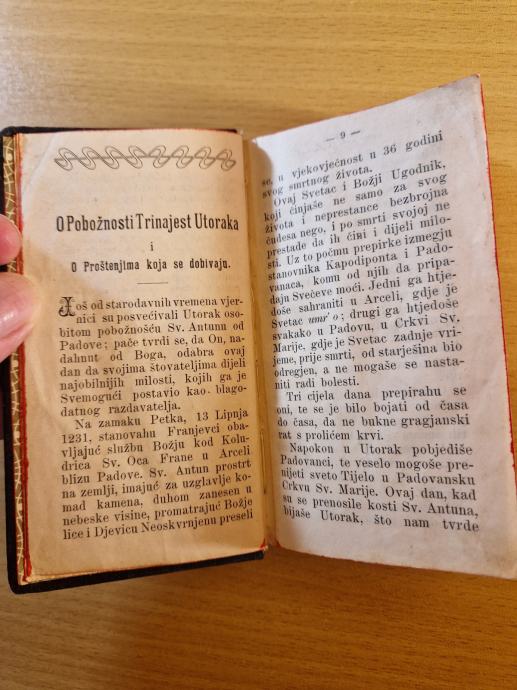 O Pobožnosti Trinajest Utoraka
i
O Proštenjima koja se dobivaju.
Još od starodavnih vremena vjer-
nici su posvećivali Utorak oso-
bitom pobožnošću Sv. Antunu od
Padove; pače tvrdi se, da On, na-
dahnut od Boga, odabra ovaj
dan da svojima štovateljima dijeli
najobilnijih milosti, kojih ga je
Svemogući postavio kao blago-
datnog razdavatelja.
Na zamaku Petka, 13 Lipnja
1231, stanovahu Franjevci oba-
vljajuć službu Božju kod Kolu-
drica Sv. Oca Frane u Arceli
blizu Padove. Sv. Antun prostrt
na zemlji, imajuć za uzglavlje ko-
mad kamena, duhom zanesen u
nebeske visine, promatrajuć Božje
lice i Djevicu Neoskvrnjenu preseli
— 9 —
se, u vjekovječnost u 36 godini
svog smrtnog života.
Ovaj Svetac i Božji Ugodnik,
koji činjaše ne samo za svog
života i neprestance bezbrojna
čudesa nego, i po smrti svojoj ne
prestade da ih čini i dijeli milo-
sti. Uz to počmu prepirke izmegju
stanovnika Kapodiponta i Pado-
vanaca, komu od njih da pripa-
daju Svečeve moći. Jedni ga htje-
doše sahraniti u Arceli, gdje je
Svetac umr'o; drugi ga htjedoše
svakako u Padovu, u Crkvi Sv.
Marije, gdje je Svetac zadnje vri-
jeme, prije smrti, od starješina bio
odregjen, a ne mogaše se nasta-
niti radi bolesti.
Tri cijela dana prepirahu se
oni, te se je bilo bojati od časa
do časa, da ne bukne gragjanski
rat s prolićem krvi.
Napokon u Utorak pobjediše
Padovanci, te veselo mogoše pre-
nijeti sveto Tijelo u Padovansku
Crkvu Sv. Marije. Ovaj dan, kad
su se prenosile kosti Sv. Antuna,
bijaše Utorak, što nam tvrde